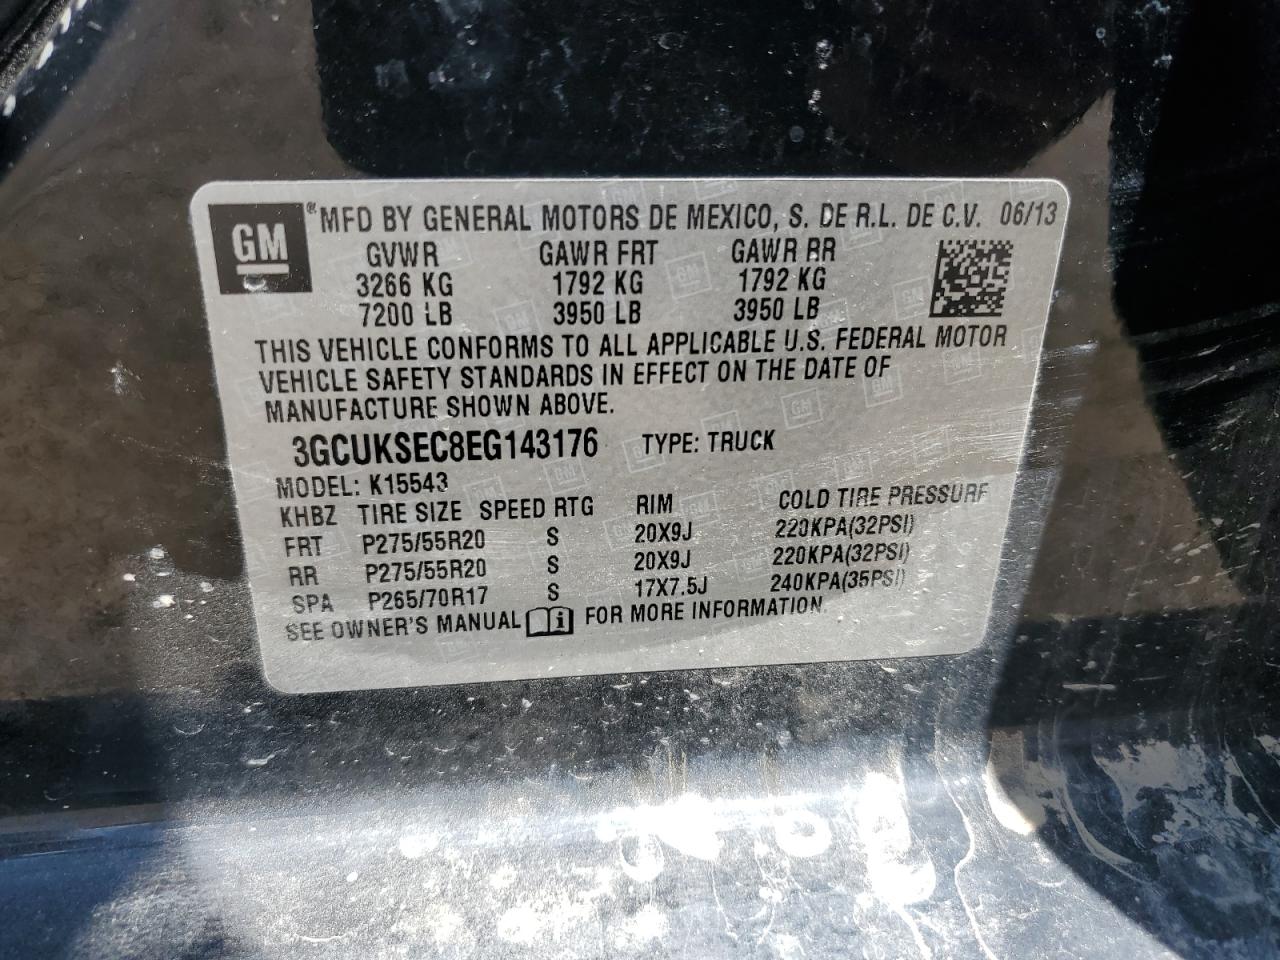 GM ® MFD BY GENERAL MOTORS DE MEXICO, S. DE R.L. DE C.V. 06/13
GVWR GAWR FRT GAWR RR
3266 KG 1792 KG 1792 KG
7200 LB 3950 LB 3950 LB
THIS VEHICLE CONFORMS TO ALL APPLICABLE U.S. FEDERAL MOTOR
VEHICLE SAFETY STANDARDS IN EFFECT ON THE DATE OF
MANUFACTURE SHOWN ABOVE.
3GCUKSEC8EG143176 TYPE: TRUCK
MODEL: K15543
KHBZ TIRE SIZE SPEED RTG RIM COLD TIRE PRESSURE
FRT P275/55R20 S 20X9J 220KPA(32PSI)
RR P275/55R20 S 20X9J 220KPA(32PSI)
SPA P265/70R17 S 17X7.5J 240KPA(35PSI)
SEE OWNER'S MANUAL i FOR MORE INFORMATION.